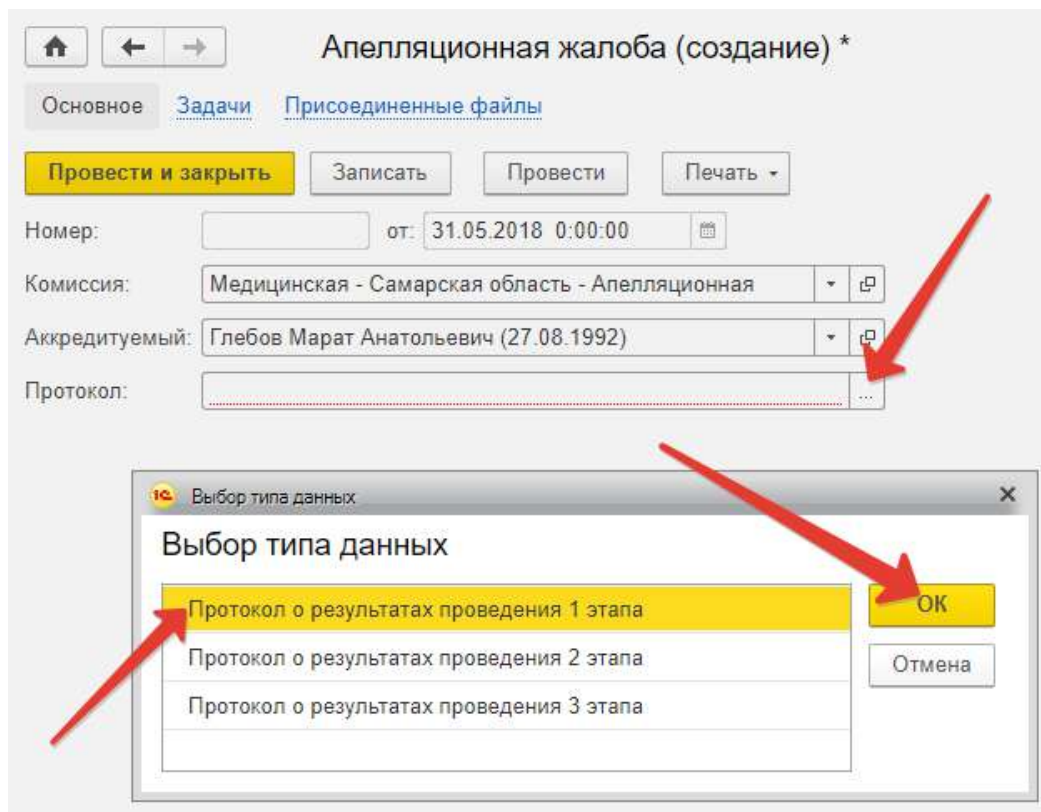 Апелляционная жалоба (создание) *
Основное Задачи Присоединенные файлы
Провести и закрыть Записать Провести Печать
Номер: от: 31.05.2018 0:00:00
Комиссия: Медицинская - Самарская область - Апелляционная
Аккредитуемый: Глебов Марат Анатольевич (27.08.1992)
Протокол: ...
1С Выбор типа данных
Выбор типа данных
Протокол о результатах проведения 1 этапа ОК
Протокол о результатах проведения 2 этапа Отмена
Протокол о результатах проведения 3 этапа